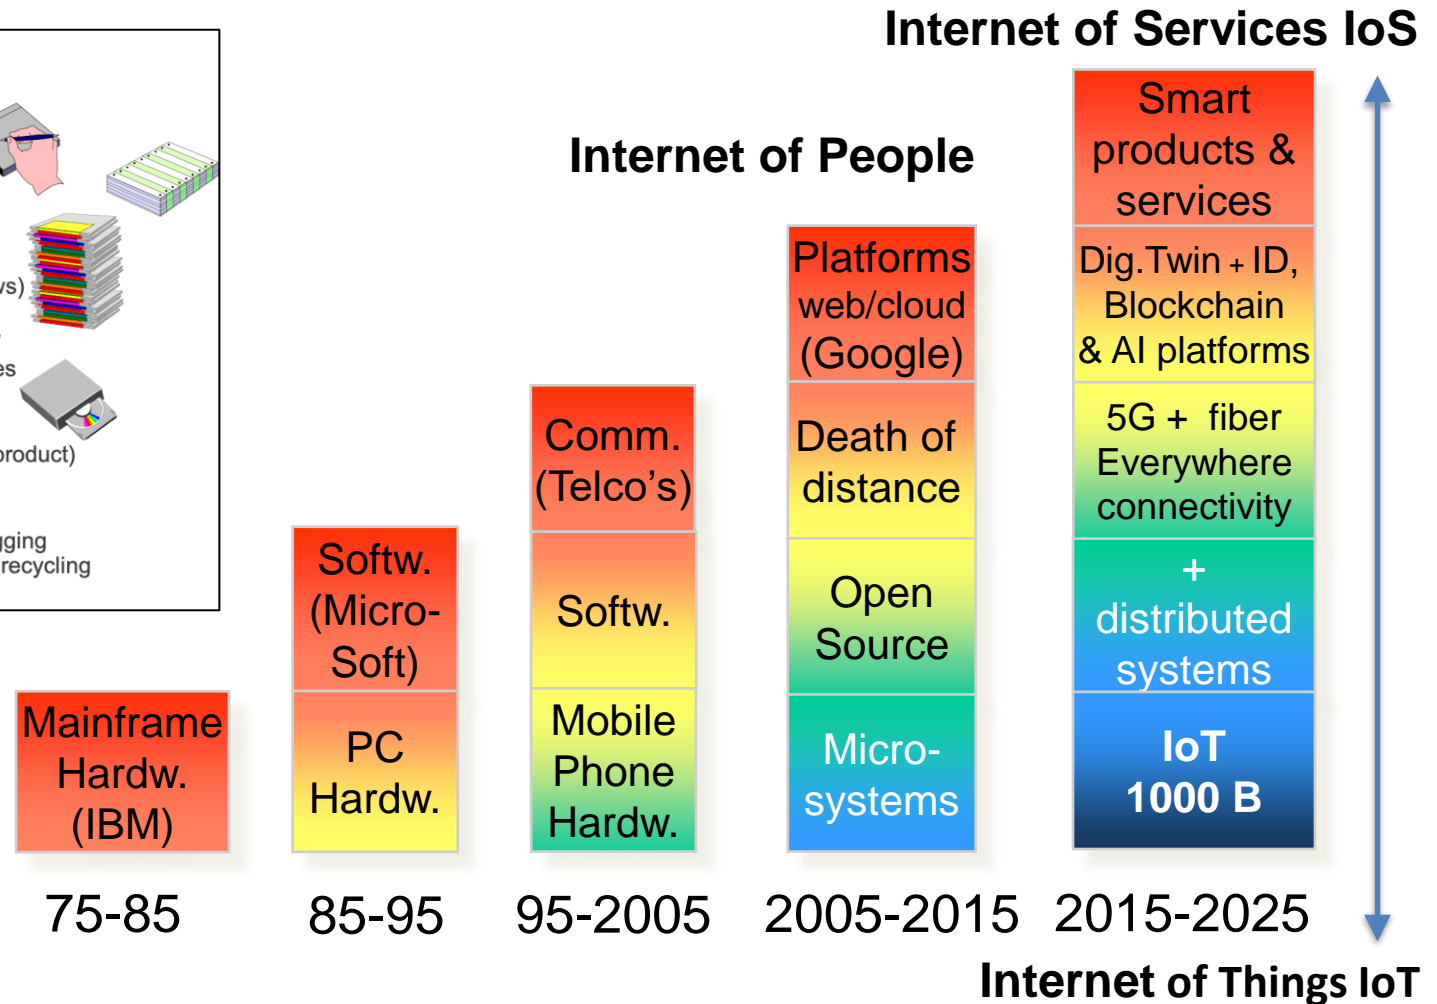 Internet of Services IoS
Internet of People
product)
recycling
Mainframe
Hardw.
(IBM)
75-85
Softw.
(Micro-
Soft)
PC
Hardw.
85-95
Comm.
(Telco’s)
Softw.
Mobile
Phone
Hardw.
95-2005
Platforms
web/cloud
(Google)
Death of
distance
Open
Source
Micro-
systems
2005-2015
Smart
products &
services
Dig.Twin + ID,
Blockchain
& AI platforms
5G + fiber
Everywhere
connectivity
+
distributed
systems
IoT
1000 B
2015-2025
Internet of Things IoT